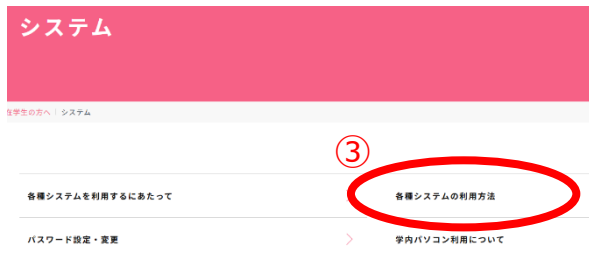 システム
在学生の方へ | システム
③
各種システムを利用するにあたって
各種システムの利用方法
パスワード設定・変更
学内パソコン利用について